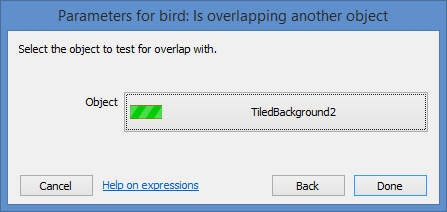 Parameters for bird: Is overlapping another object
Select the object to test for overlap with.
Object
TiledBackground2
Cancel
Help on expressions
Back
Done